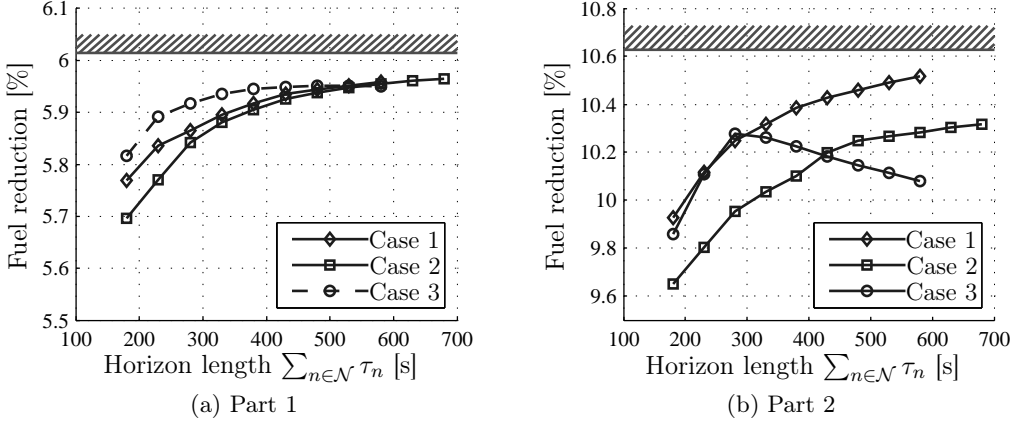 6.1
6
5.9
5.8
5.7
5.6
5.5
Fuel reduction [%]
Case 1
Case 2
Case 3
100 200 300 400 500 600 700
Horizon length ∑n∈𝒩 τn [s]
(a) Part 1
10.8
10.6
10.4
10.2
10
9.8
9.6
Fuel reduction [%]
Case 1
Case 2
Case 3
100 200 300 400 500 600 700
Horizon length ∑n∈𝒩 τn [s]
(b) Part 2